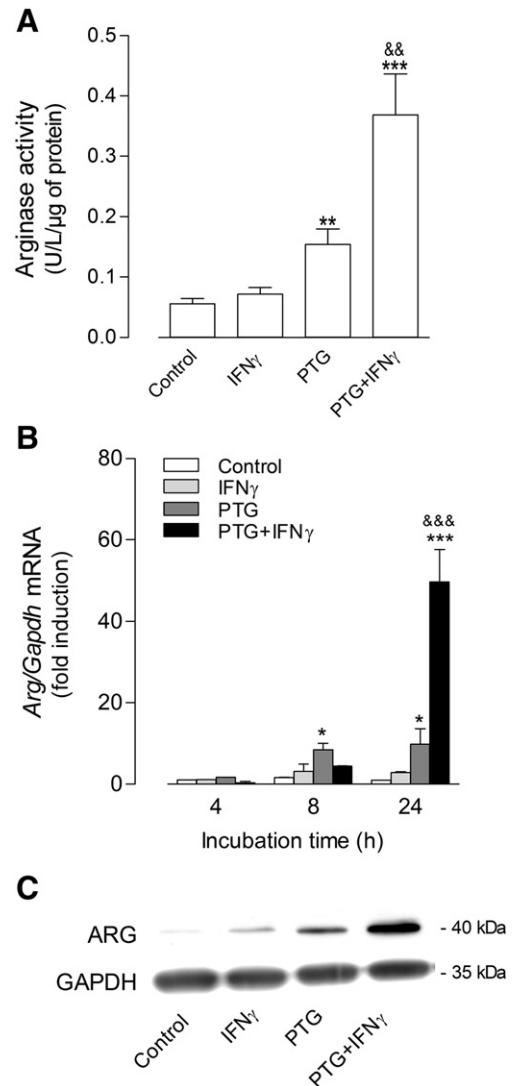 A
Arginase activity
(U/L/µg of protein)
0.5
0.4
0.3
0.2
0.1
0.0
&&
***
**
Control
IFNγ
PTG
PTG+IFNγ
B
Arg/Gapdh mRNA
(fold induction)
80
60
40
20
0
Control
IFNγ
PTG
PTG+IFNγ
&&&
***
*
*
4 8 24
Incubation time (h)
C
ARG - 40 kDa
GAPDH - 35 kDa
Control
IFNγ
PTG
PTG+IFNγ